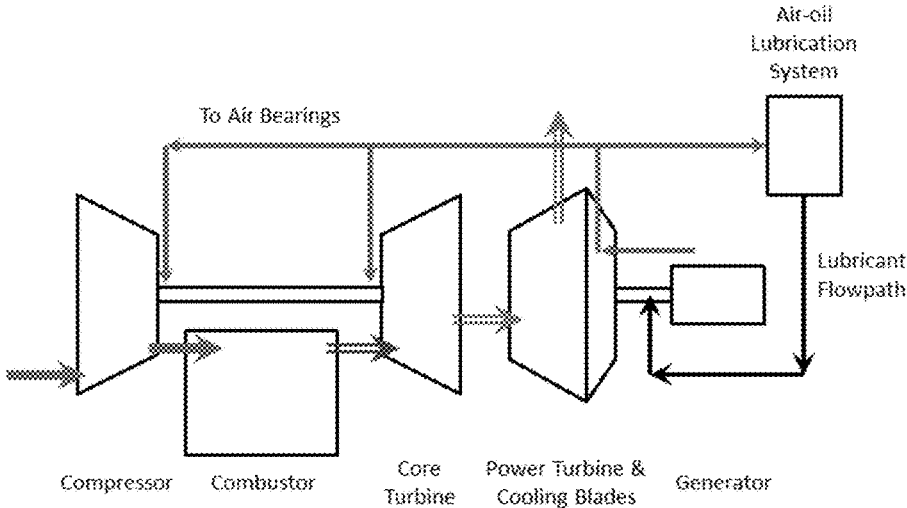 Air-oil
Lubrication
System
To Air Bearings
Lubricant
Flowpath
Compressor
Combustor
Core
Turbine
Power Turbine &
Cooling Blades
Generator